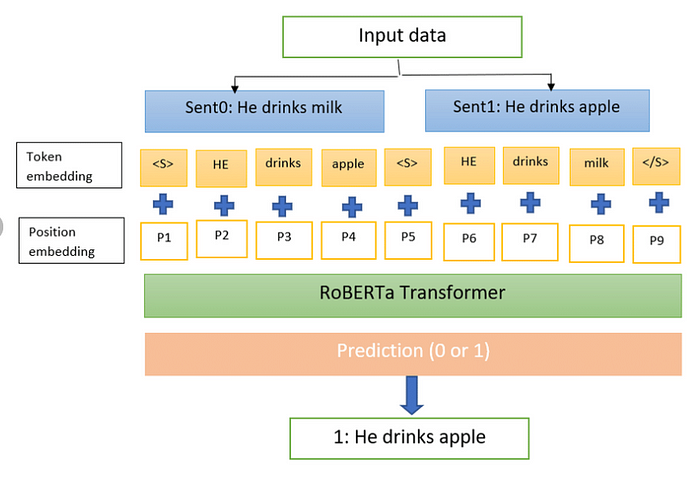 Input data
Sent0: He drinks milk
Sent1: He drinks apple
Token
embedding
<S> HE drinks apple <S> HE drinks milk </S>
Position
embedding
P1 P2 P3 P4 P5 P6 P7 P8 P9
RoBERTa Transformer
Prediction (0 or 1)
1: He drinks apple